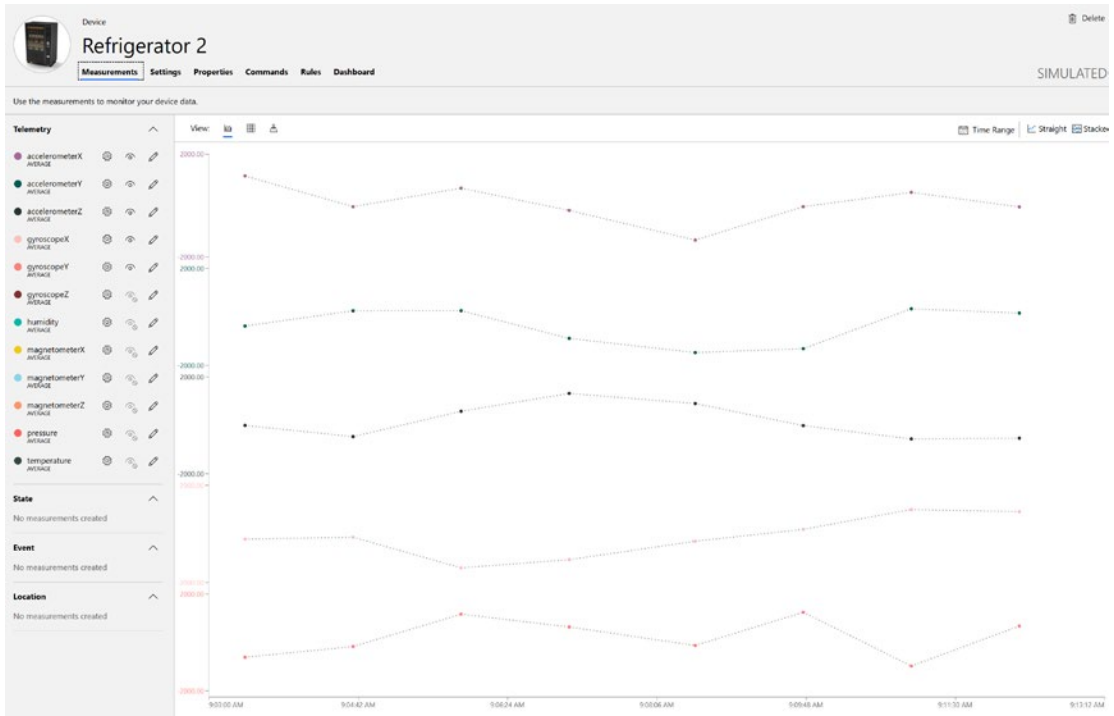 Device
Delete
Refrigerator 2
Measurements Settings Properties Commands Rules Dashboard
SIMULATED
Use the measurements to monitor your device data.
Telemetry
View:
Time Range Straight Stacked
accelerometerX
AVERAGE
accelerometerY
AVERAGE
accelerometerZ
AVERAGE
gyroscopeX
AVERAGE
gyroscopeY
AVERAGE
gyroscopeZ
AVERAGE
humidity
AVERAGE
magnetometerX
AVERAGE
magnetometerY
AVERAGE
magnetometerZ
AVERAGE
pressure
AVERAGE
temperature
AVERAGE
State
No measurements created
Event
No measurements created
Location
No measurements created
2000.00
-2000.00
2000.00
-2000.00
2000.00
-2000.00
2000.00
-2000.00
2000.00
-2000.00
9:03:00 AM 9:04:42 AM 9:06:24 AM 9:08:06 AM 9:09:48 AM 9:11:33 AM 9:13:12 AM